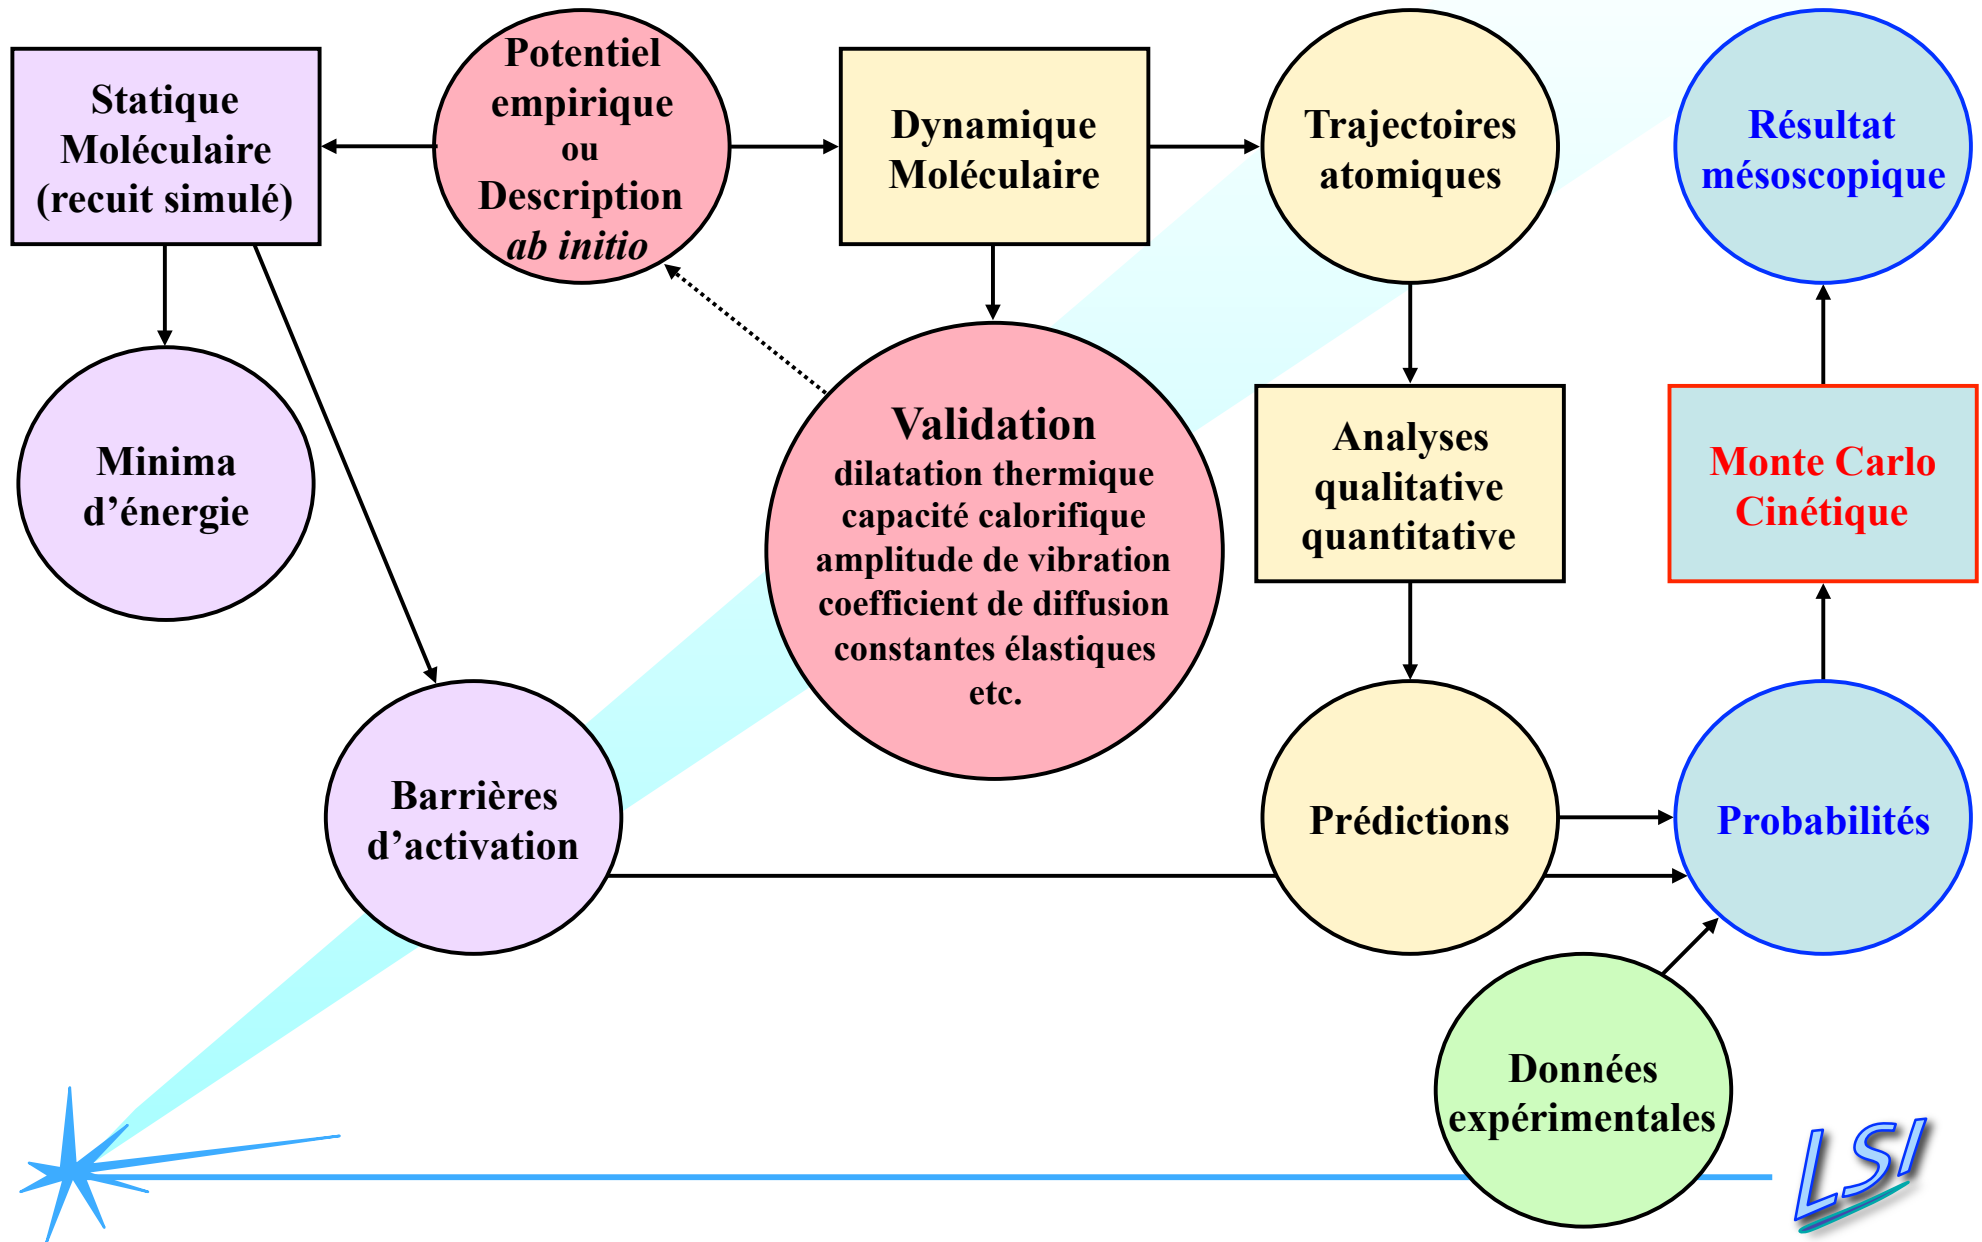 Statique
Moléculaire
(recuit simulé)
Potentiel
empirique
ou
Description
ab initio
Dynamique
Moléculaire
Trajectoires
atomiques
Résultat
mésoscopique
Minima
d’énergie
Validation
dilatation thermique
capacité calorifique
amplitude de vibration
coefficient de diffusion
constantes élastiques
etc.
Analyses
qualitative
quantitative
Monte Carlo
Cinétique
Barrières
d’activation
Prédictions
Probabilités
Données
expérimentales
LSI